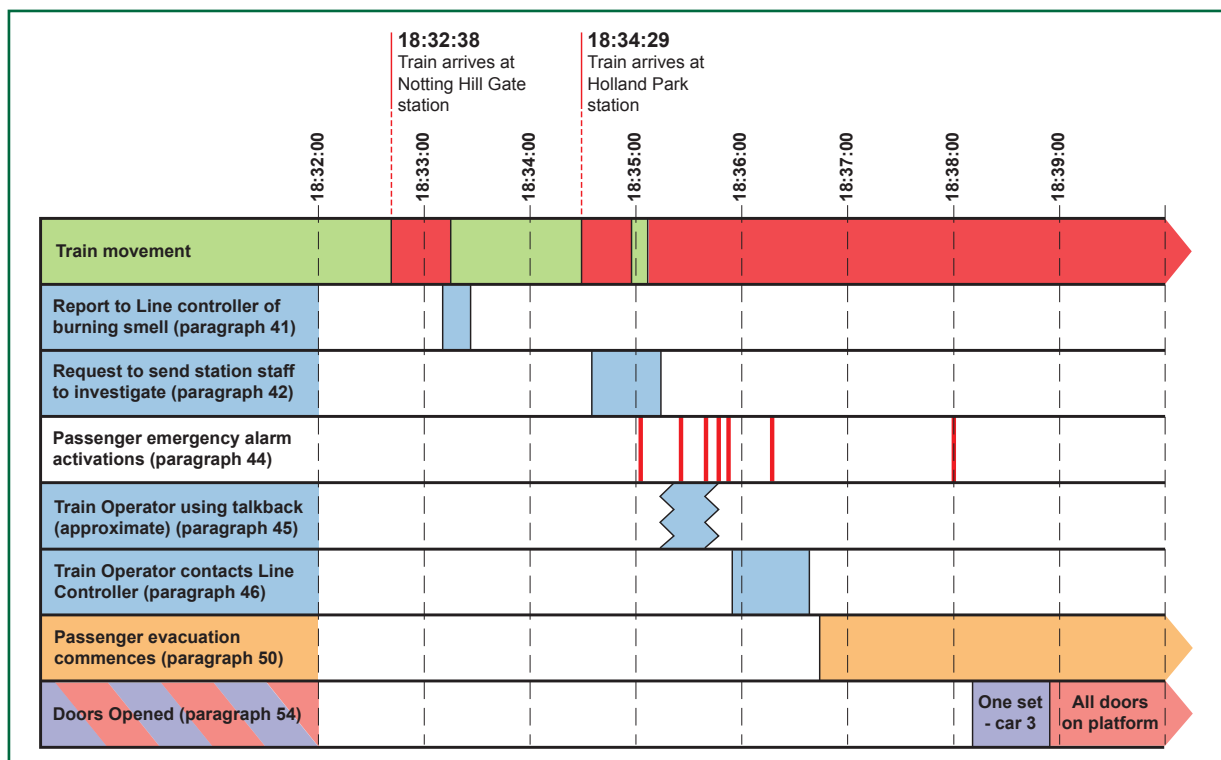 18:32:38
Train arrives at
Notting Hill Gate
station
18:34:29
Train arrives at
Holland Park
station
18:32:00
18:33:00
18:34:00
18:35:00
18:36:00
18:37:00
18:38:00
18:39:00
Train movement
Report to Line controller of
burning smell (paragraph 41)
Request to send station staff
to investigate (paragraph 42)
Passenger emergency alarm
activations (paragraph 44)
Train Operator using talkback
(approximate) (paragraph 45)
Train Operator contacts Line
Controller (paragraph 46)
Passenger evacuation
commences (paragraph 50)
Doors Opened (paragraph 54)
One set
- car 3
All doors
on platform